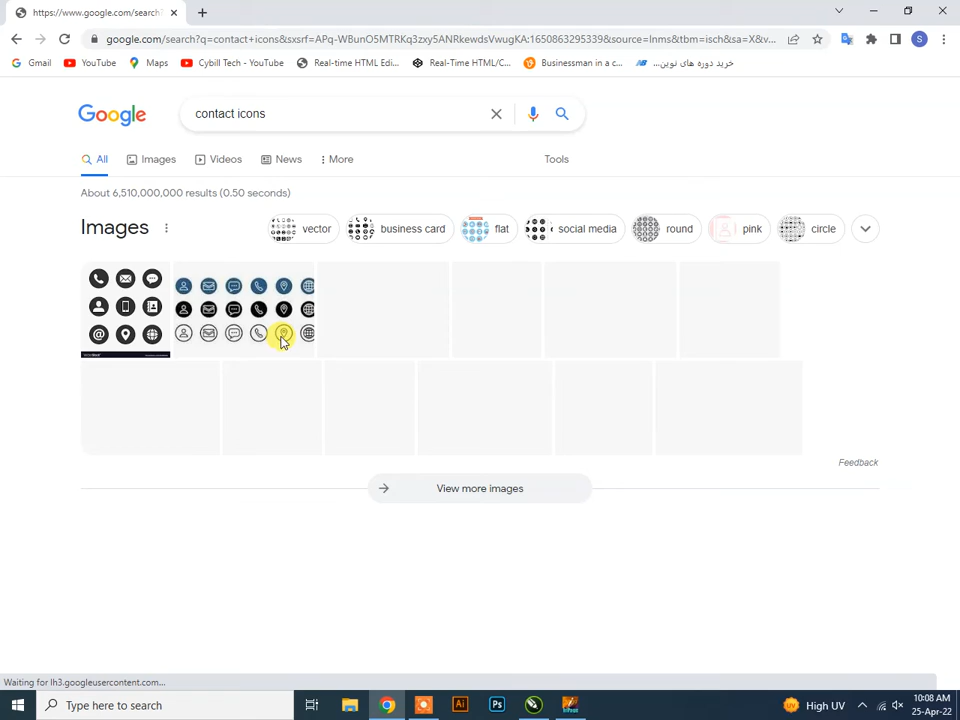 https://www.google.com/search?
google.com/search?q=contact+icons&sxsrf=APq-WBunO5MTRKq3zxy5ANRkewdsVwugKA:1650863295339&source=lnms&tbm=isch&sa=X&v...
S
Gmail
YouTube
Maps
Cybill Tech - YouTube
Real-time HTML Edi...
Real-Time HTML/C...
Businessman in a c...
خرید دوره های نوین...
Google
contact icons
All
Images
Videos
News
More
Tools
About 6,510,000,000 results (0.50 seconds)
Images
vector
business card
flat
social media
round
pink
circle
Feedback
View more images
Waiting for lh3.googleusercontent.com...
Type here to search
Ai
Ps
High UV
10:08 AM
25-Apr-22